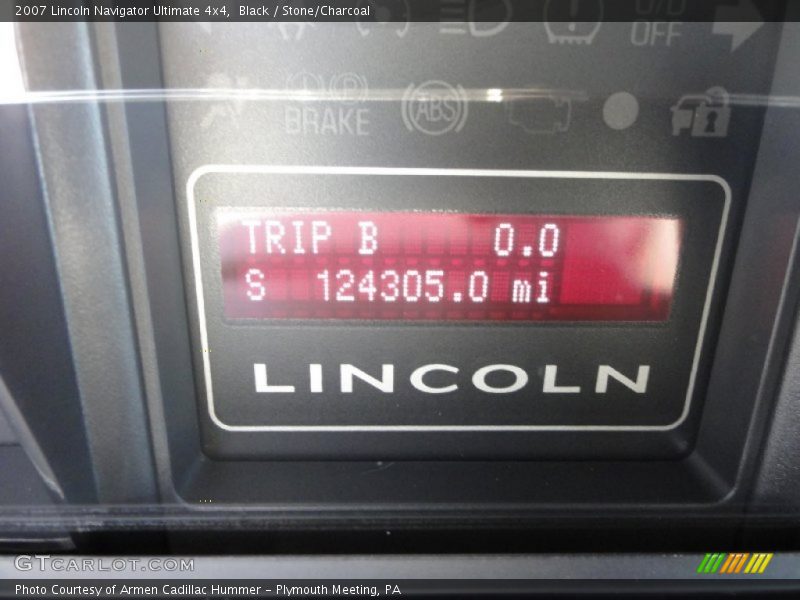 2007 Lincoln Navigator Ultimate 4x4,  Black / Stone/Charcoal
OFF
BRAKE
ABS
TRIP B 0.0
S 124305.0 mi
LINCOLN
GTCARLOT.COM
Photo Courtesy of Armen Cadillac Hummer - Plymouth Meeting, PA